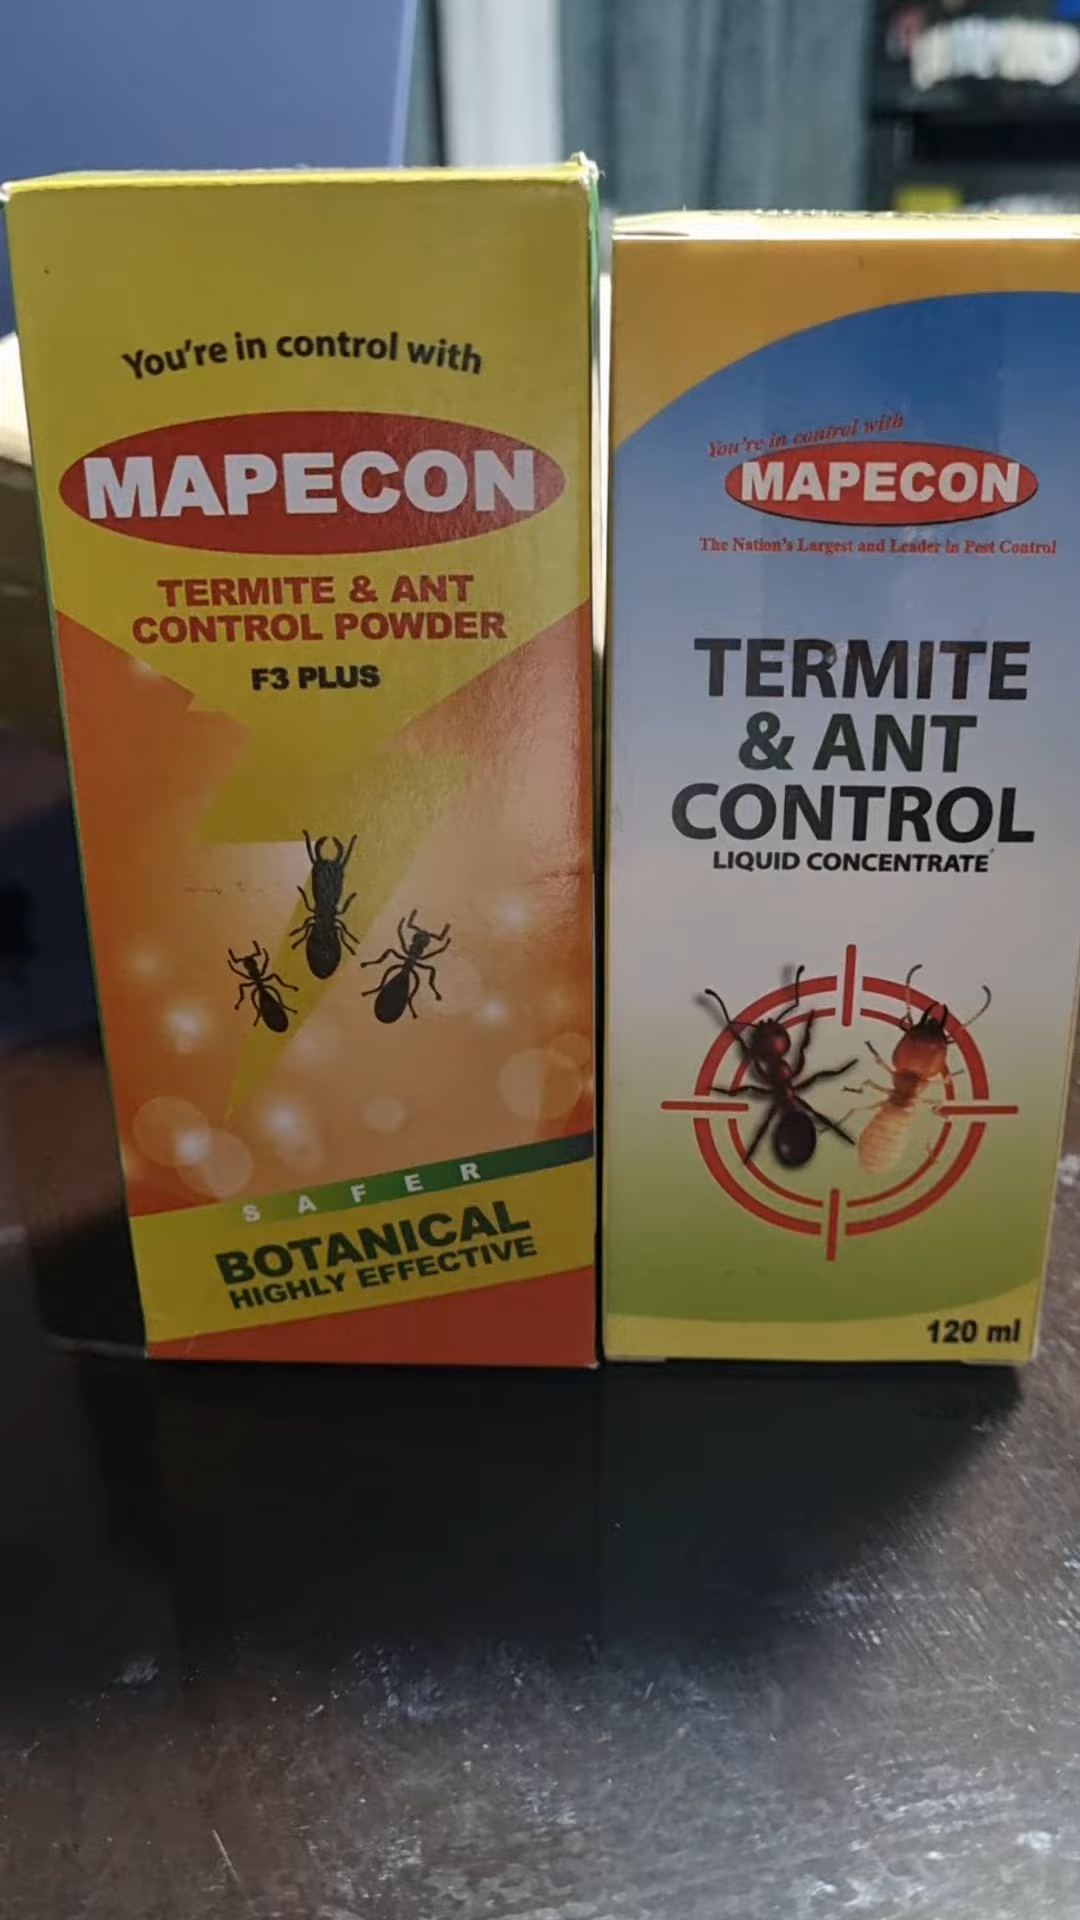 You're in control with
MAPECON
TERMITE & ANT
CONTROL POWDER
F3 PLUS
SAFER
BOTANICAL
HIGHLY EFFECTIVE
You're in control with
MAPECON
The Nation's Largest and Leader in Pest Control
TERMITE
& ANT
CONTROL
LIQUID CONCENTRATE
120 ml